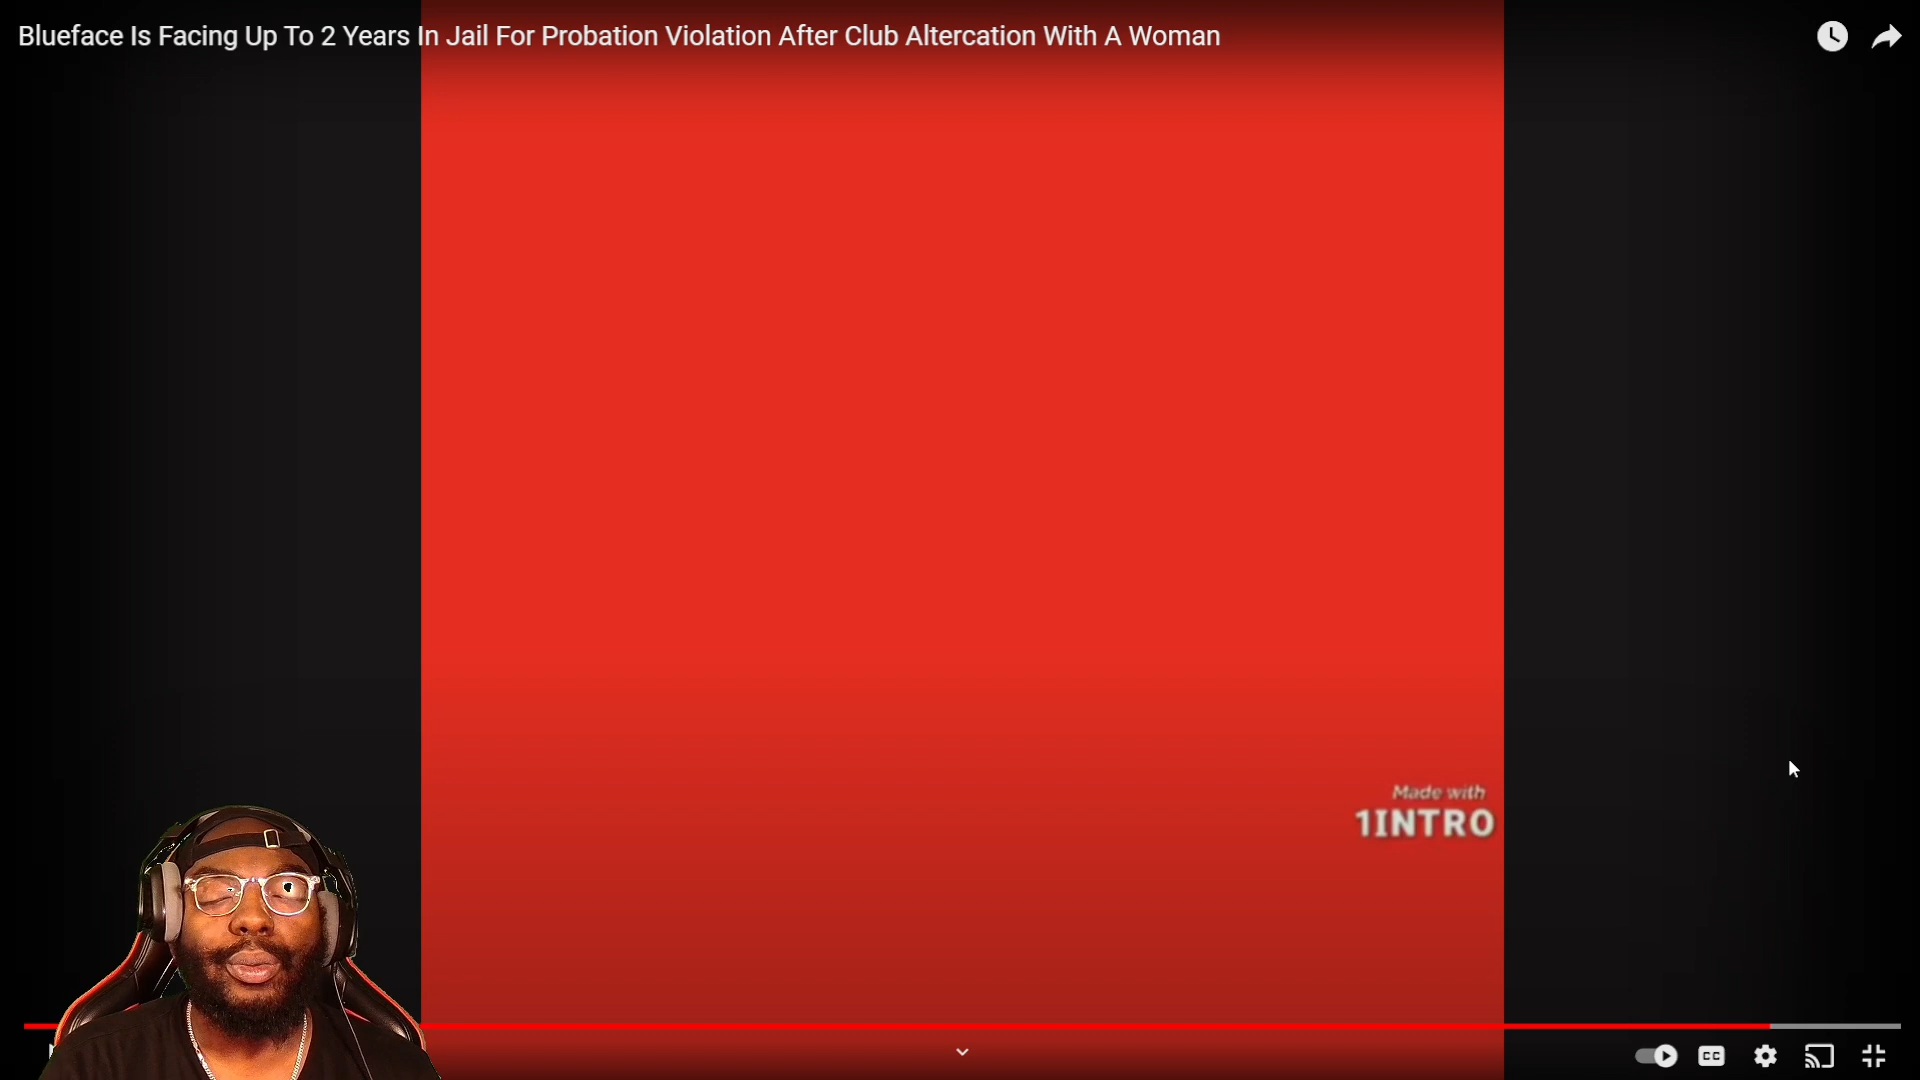 Blueface Is Facing Up To 2 Years In Jail For Probation Violation After Club Altercation With A Woman
Made with
1INTRO
CC